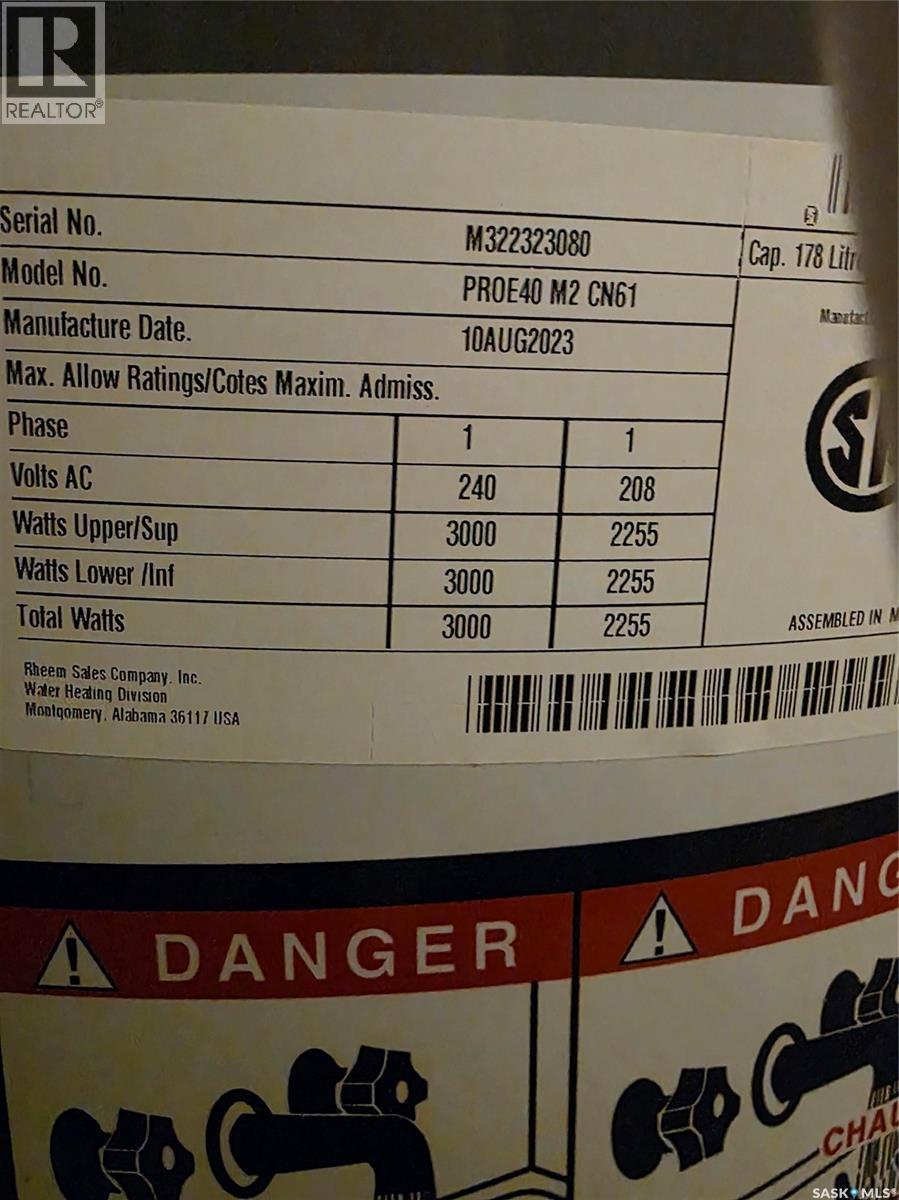 REALTOR®
Serial No. M322323080 Cap. 178
Model No. PROE40 M2 CN61
Manufacture Date. 10AUG2023
Max. Allow Ratings/Cotes Maxim. Admiss.
Phase 1 1
Volts AC 240 208
Watts Upper/Sup 3000 2255
Watts Lower /Inf 3000 2255
Total Watts 3000 2255
ASSEMBLED IN
Rheem Sales Company, Inc.
Water Heating Division
Montgomery, Alabama 36117 USA
DANGER
DANG
CHAU
SASK MLS®